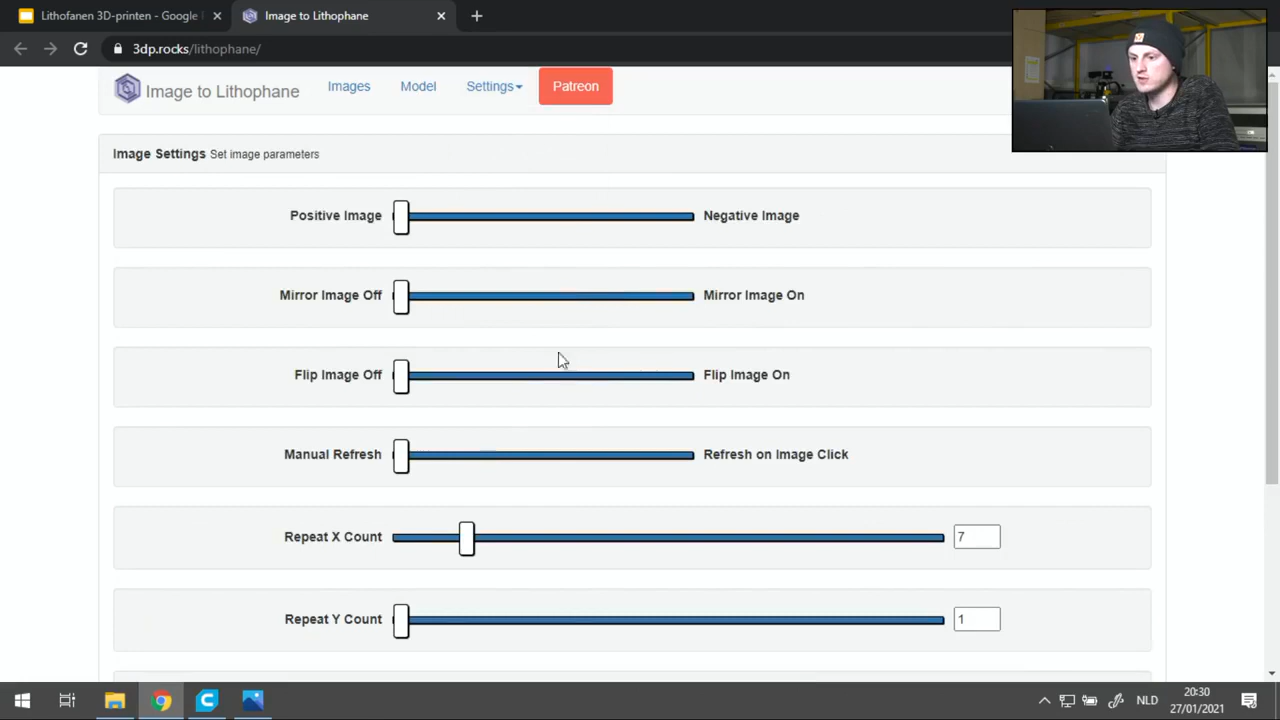 Lithofanen 3D-printen - Google
Image to Lithophane
3dp.rocks/lithophane/
Image to Lithophane
Images
Model
Settings
Patreon
Image Settings Set image parameters
Positive Image
Negative Image
Mirror Image Off
Mirror Image On
Flip Image Off
Flip Image On
Manual Refresh
Refresh on Image Click
Repeat X Count
7
Repeat Y Count
1
NLD
20:30
27/01/2021